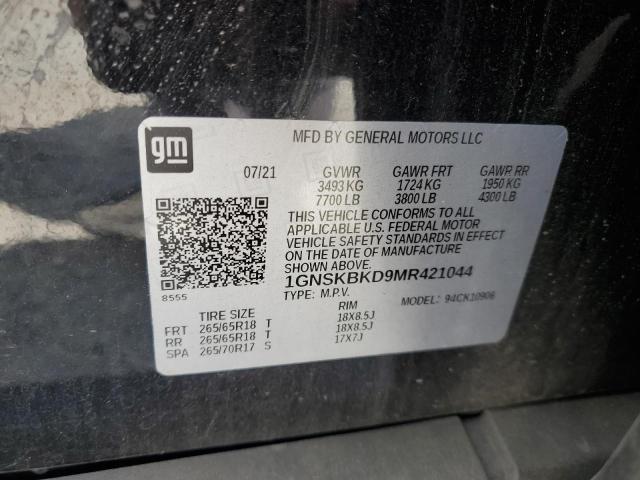 gm
MFD BY GENERAL MOTORS LLC
07/21 GVWR GAWR FRT GAWR RR
3493 KG 1724 KG 1950 KG
7700 LB 3800 LB 4300 LB
THIS VEHICLE CONFORMS TO ALL
APPLICABLE U.S. FEDERAL MOTOR
VEHICLE SAFETY STANDARDS IN EFFECT
ON THE DATE OF MANUFACTURE
SHOWN ABOVE.
1GNSKBKD9MR421044
8555 TYPE: M.P.V. MODEL: 94CK10906
TIRE SIZE RIM
FRT 265/65R18 T 18X8.5J
RR 265/65R18 T 18X8.5J
SPA 265/70R17 S 17X7J